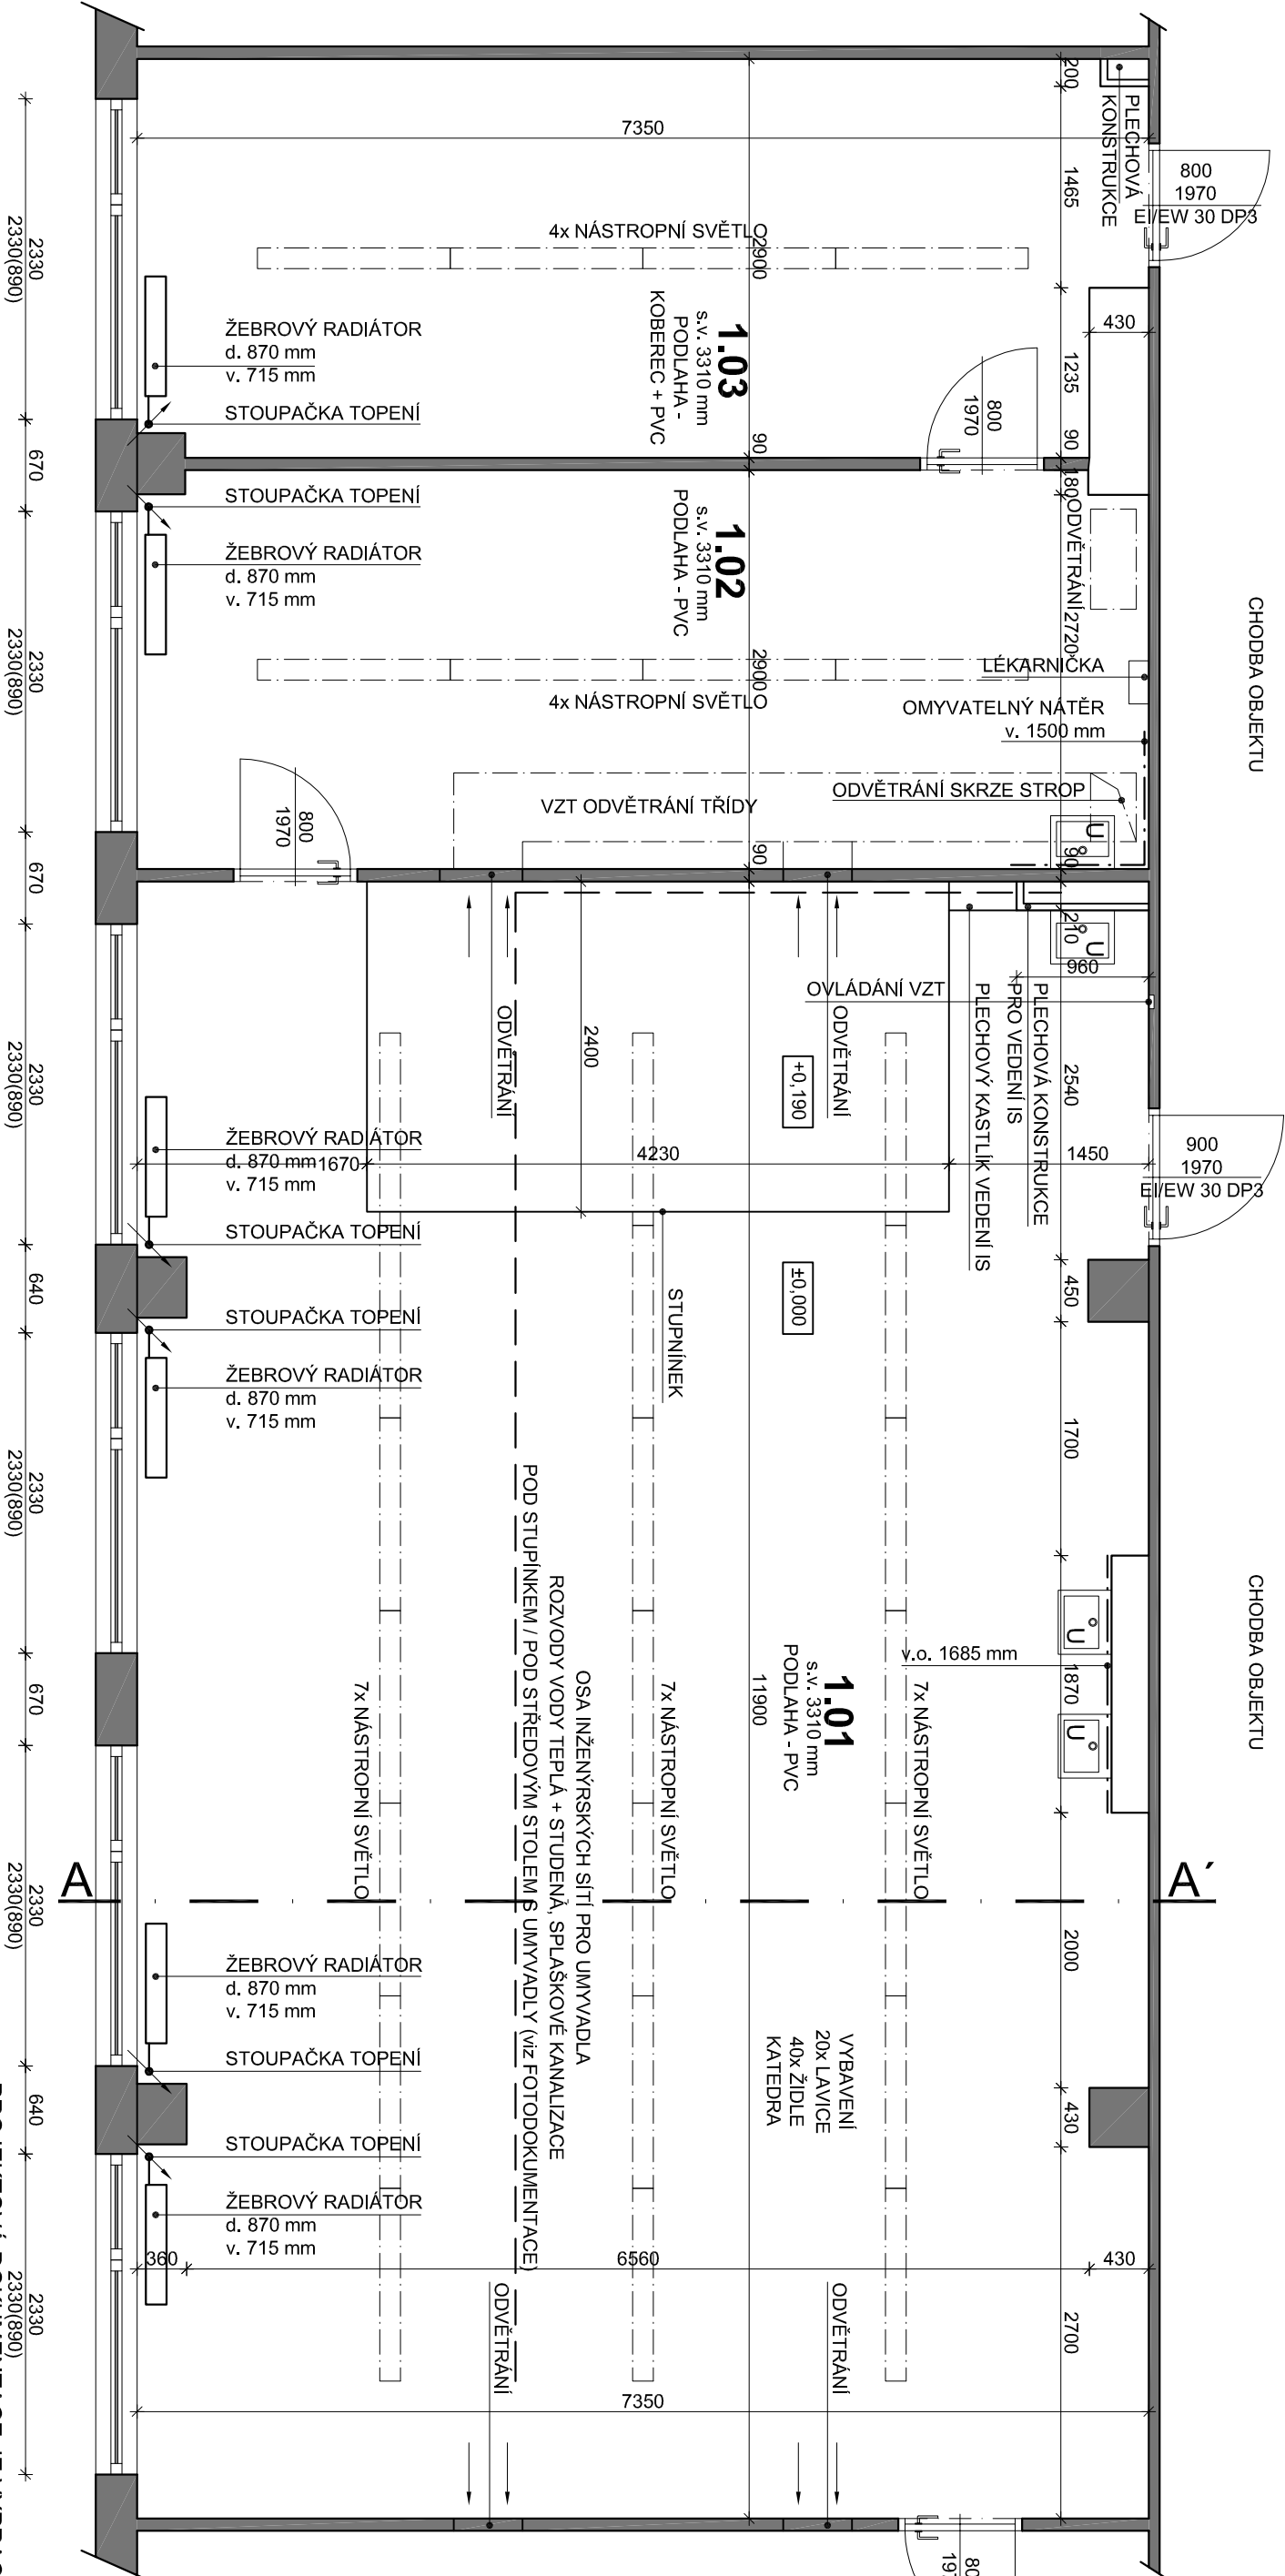 200
PLECHOVÁ
KONSTRUKCE
7350
1465
800
1970
EI/EW 30 DP3
4x NÁSTROPNÍ SVĚTLO
2900
1.03
s.v. 3310 mm
PODLAHA -
KOBEREC + PVC
430
1235
ŽEBROVÝ RADIÁTOR
d. 870 mm
v. 715 mm
STOUPAČKA TOPENÍ
800
1970
90
90
180
2330
2330(890)
670
STOUPAČKA TOPENÍ
ŽEBROVÝ RADIÁTOR
d. 870 mm
v. 715 mm
1.02
s.v. 3310 mm
PODLAHA - PVC
ODVĚTRÁNÍ
2720
CHODBA OBJEKTU
2900
4x NÁSTROPNÍ SVĚTLO
LÉKARNIČKA
OMYVATELNÝ NÁTĚR
v. 1500 mm
2330
2330(890)
ODVĚTRÁNÍ SKRZE STROP
VZT ODVĚTRÁNÍ TŘÍDY
800
1970
U
90
90
670
U
210
960
2400
ODVĚTRÁNÍ
ODVĚTRÁNÍ
OVLÁDÁNÍ VZT
PLECHOVÁ KONSTRUKCE
PRO VEDENÍ IS
PLECHOVÝ KASTLÍK VEDENÍ IS
2540
+0,190
2330
2330(890)
ŽEBROVÝ RADIÁTOR
d. 870 mm
v. 715 mm
1670
4230
1450
900
1970
EI/EW 30 DP3
STOUPAČKA TOPENÍ
±0,000
STUPNÍNEK
450
640
STOUPAČKA TOPENÍ
ŽEBROVÝ RADIÁTOR
d. 870 mm
v. 715 mm
1700
2330
2330(890)
CHODBA OBJEKTU
OSA INŽENÝRSKÝCH SÍTÍ PRO UMYVADLA
ROZVODY VODY TEPLÁ + STUDENÁ, SPLAŠKOVÉ KANALIZACE
POD STUPÍNKEM / POD STŘEDOVÝM STOLEM S UMYVADLY (viz FOTODOKUMENTACE)
1.01
s.v. 3310 mm
PODLAHA - PVC
11900
U
U
v.o. 1685 mm
1870
7x NÁSTROPNÍ SVĚTLO
7x NÁSTROPNÍ SVĚTLO
7x NÁSTROPNÍ SVĚTLO
670
A
A´
2330
2330(890)
2000
ŽEBROVÝ RADIÁTOR
d. 870 mm
v. 715 mm
VYBAVENÍ
20x LAVICE
40x ŽIDLE
KATEDRA
STOUPAČKA TOPENÍ
640
430
STOUPAČKA TOPENÍ
ŽEBROVÝ RADIÁTOR
d. 870 mm
v. 715 mm
360
6560
430
2700
ODVĚTRÁNÍ
ODVĚTRÁNÍ
2330
2330(890)
7350